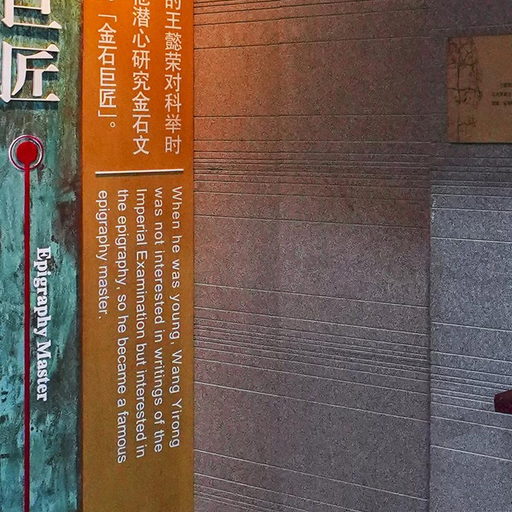 巨匠
Epigraphy Master
的王懿荣对科举时
他潜心研究金石文
「金石巨匠」。
When he was young, Wang Yirong
was not interested in writings of the
Imperial Examination but interested in
the epigraphy, so he became a famous
epigraphy master.